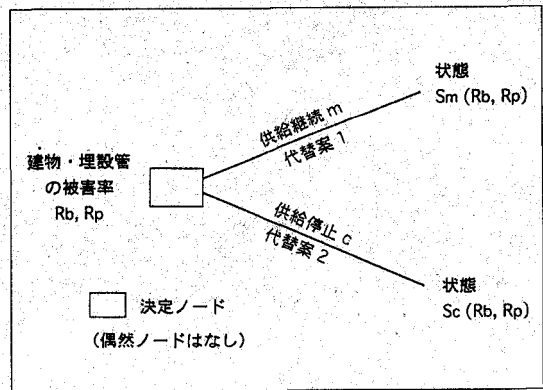 状態
Sm (Rb, Rp)
供給継続 m
代替案 1
建物・埋設管
の被害率
Rb, Rp
供給停止 c
代替案 2
状態
Sc (Rb, Rp)
決定ノード
(偶然ノードはなし)